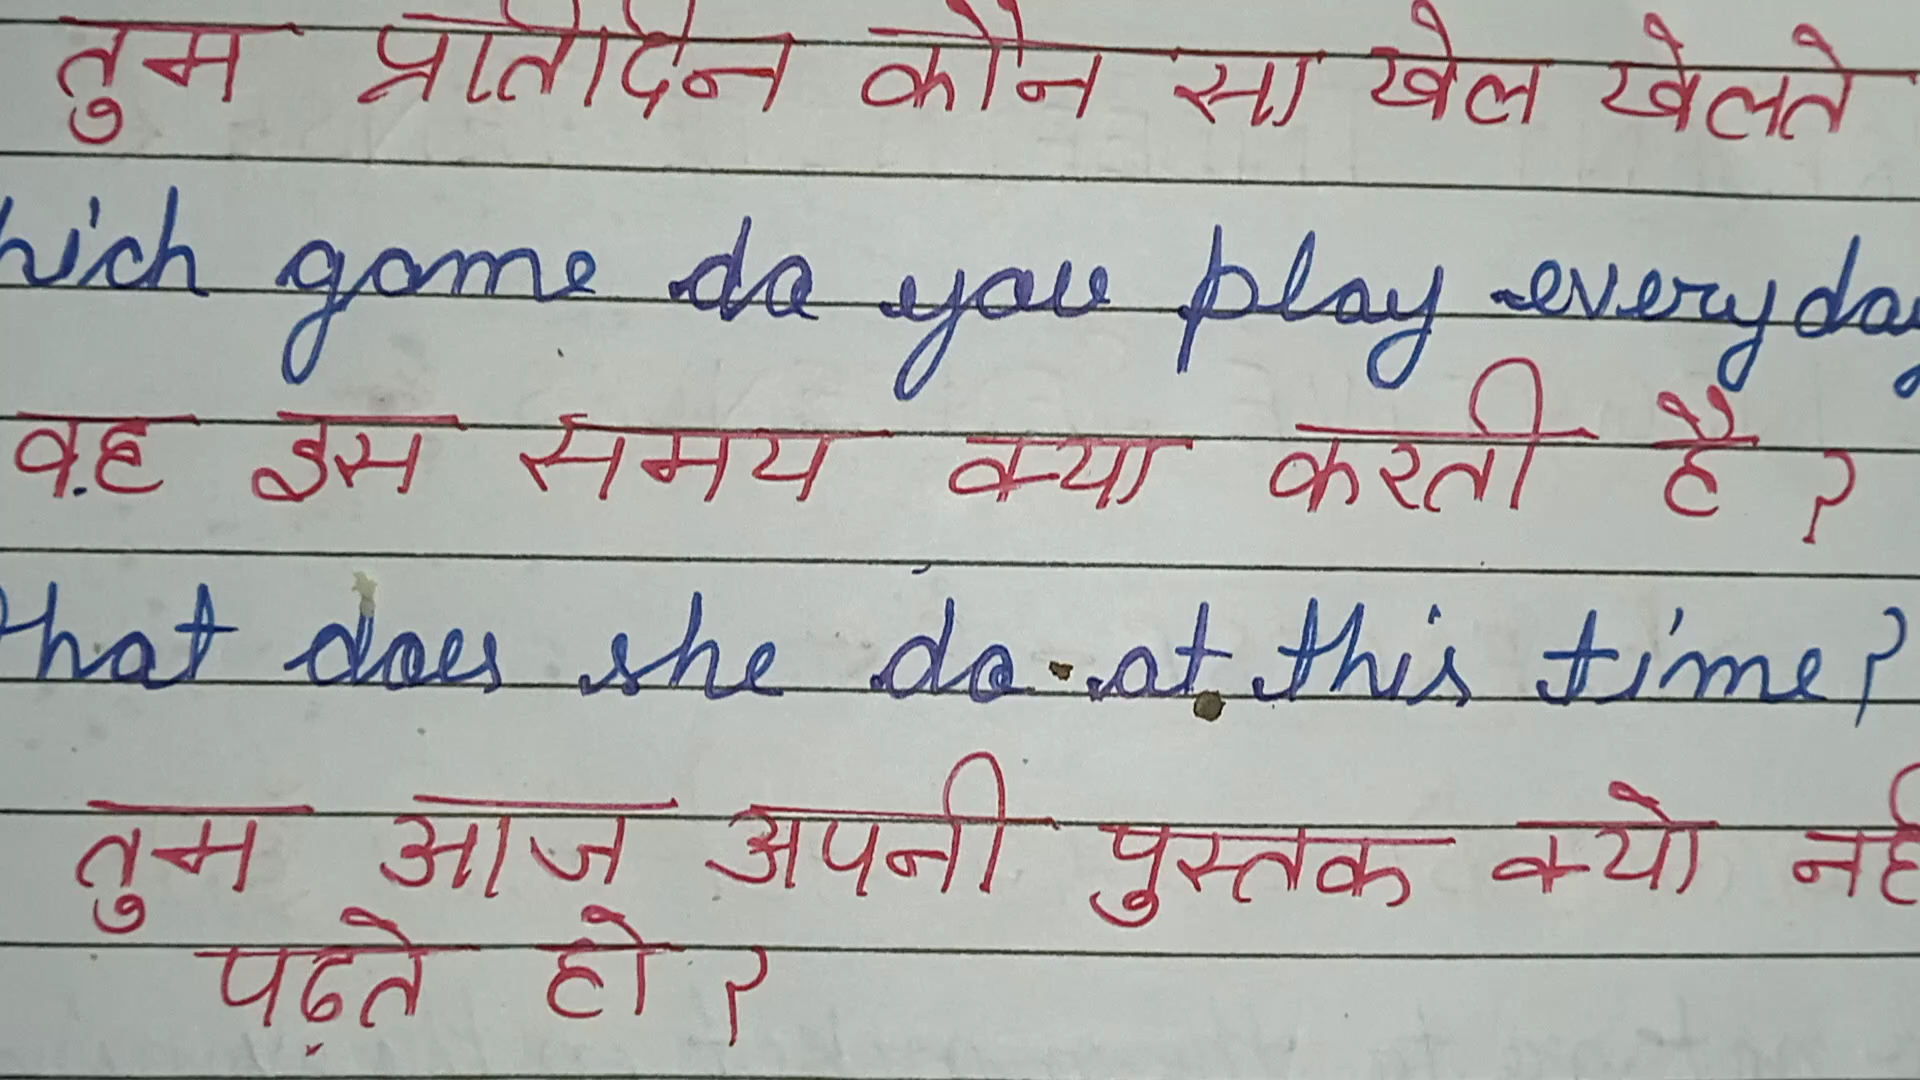 तुम प्रतिदिन कौन सा खेल खेलते
hich game do you play everyday
वह इस समय क्या करती है?
hat does she do at this time?
तुम आज अपनी पुस्तक क्यो नही
पढ़ते हो?